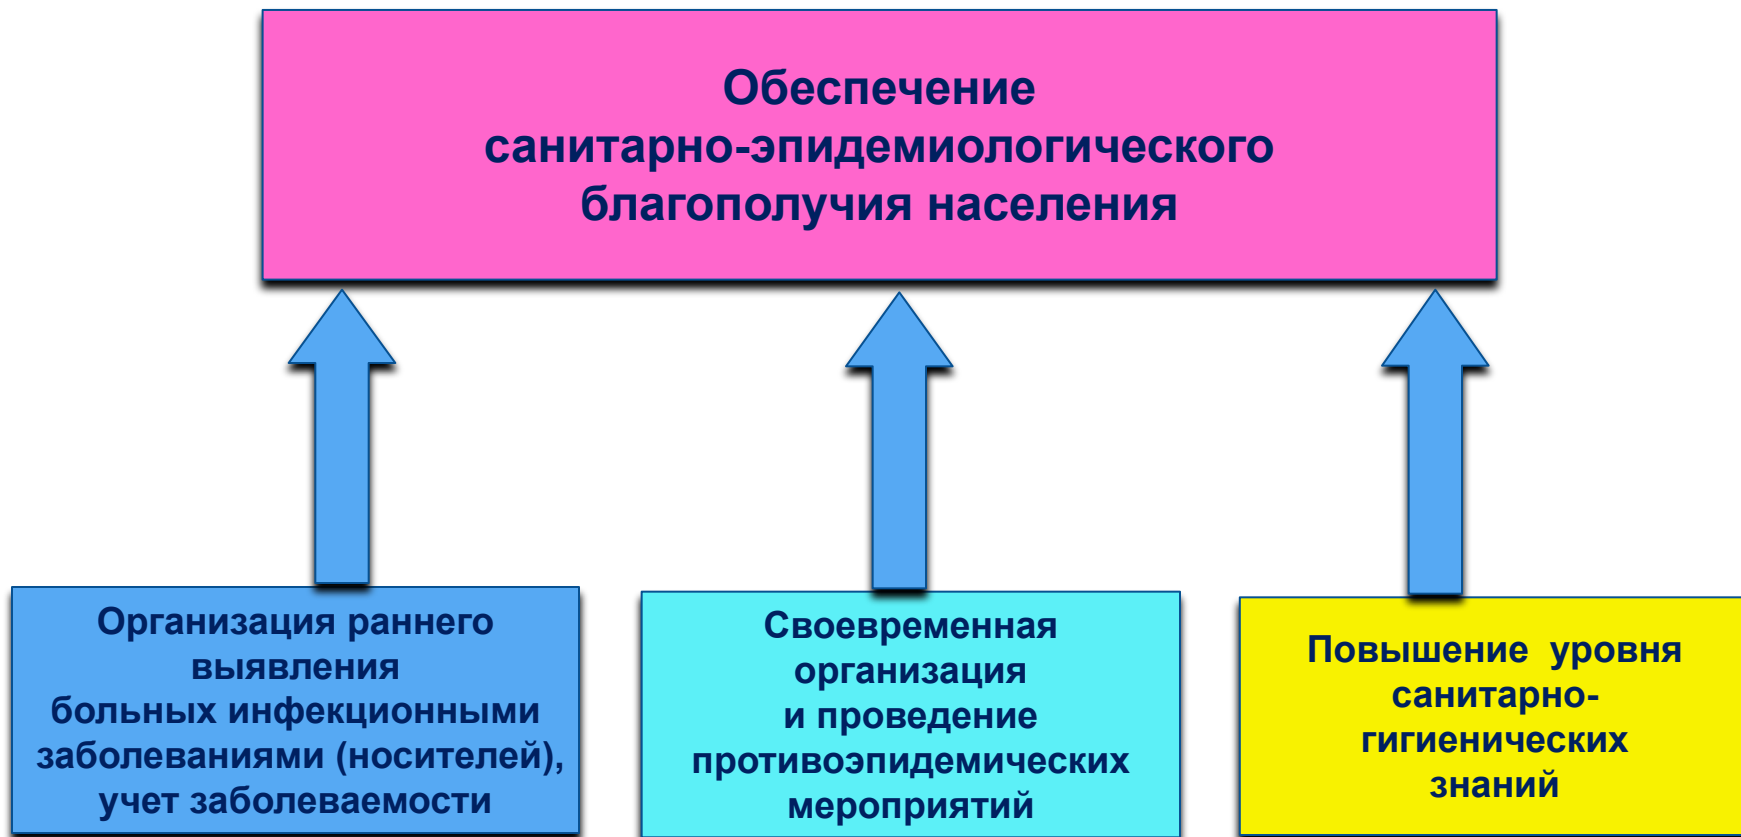 Обеспечение
санитарно-эпидемиологического
благополучия населения
Организация раннего
выявления
больных инфекционными
заболеваниями (носителей),
учет заболеваемости
Своевременная
организация
и проведение
противоэпидемических
мероприятий
Повышение уровня
санитарно-
гигиенических
знаний